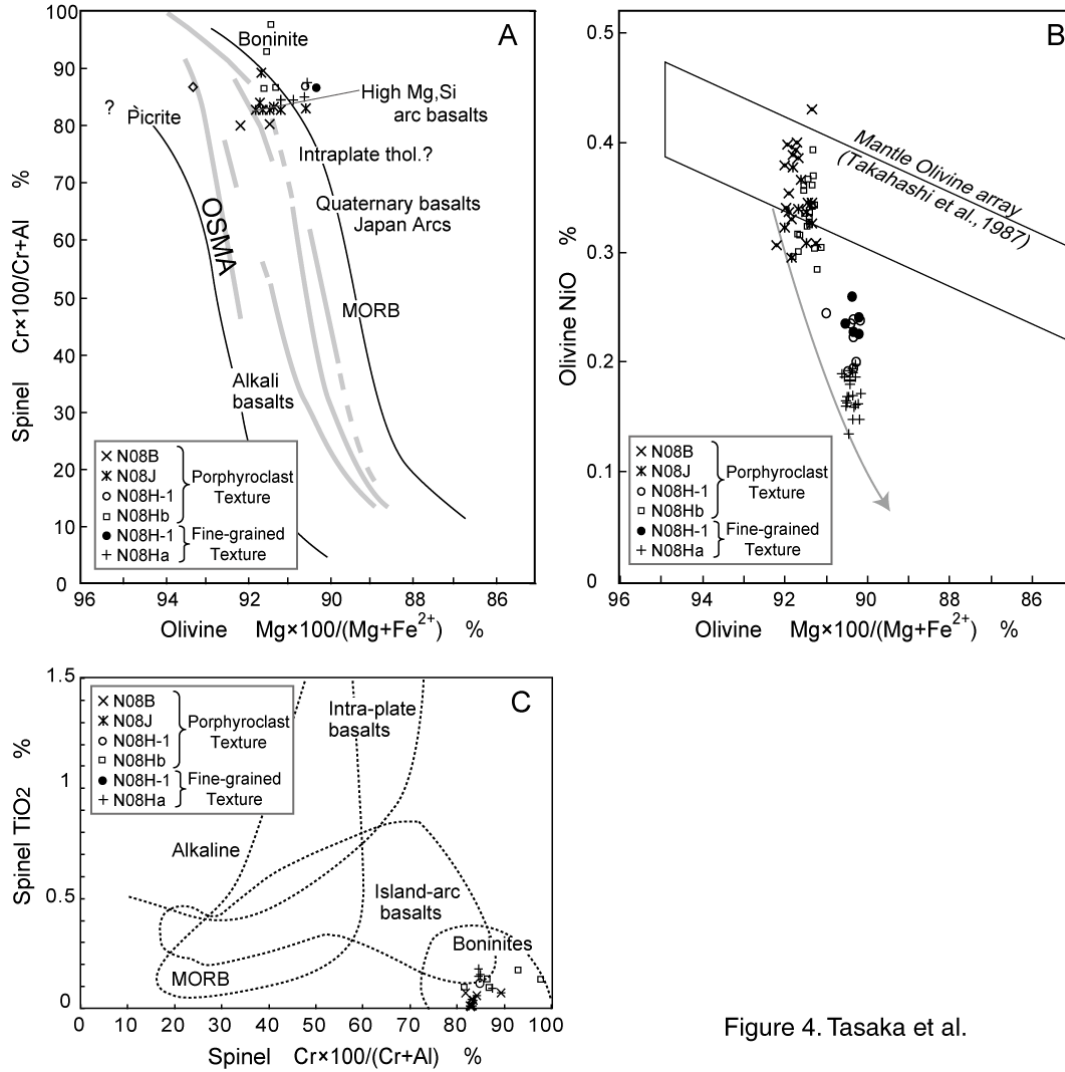 A
Spinel Cr×100/Cr+Al %
100
90
80
70
60
50
40
30
20
10
0
Boninite
High Mg,Si
arc basalts
?
Picrite
Intraplate thol.?
OSMA
Quaternary basalts
Japan Arcs
MORB
Alkali
basalts
N08B
N08J
N08H-1
N08Hb
Porphyroclast
Texture
N08H-1
N08Ha
Fine-grained
Texture
96 94 92 90 88 86
Olivine Mg×100/(Mg+Fe2+) %
B
Olivine NiO %
0.5
0.4
0.3
0.2
0.1
0
Mantle Olivine array
(Takahashi et al., 1987)
N08B
N08J
N08H-1
N08Hb
Porphyroclast
Texture
N08H-1
N08Ha
Fine-grained
Texture
96 94 92 90 88 86
Olivine Mg×100/(Mg+Fe2+) %
C
Spinel TiO2 %
1.5
1
0.5
0
N08B
N08J
N08H-1
N08Hb
Porphyroclast
Texture
N08H-1
N08Ha
Fine-grained
Texture
Intra-plate
basalts
Alkaline
Island-arc
basalts
Boninites
MORB
0 10 20 30 40 50 60 70 80 90 100
Spinel Cr×100/(Cr+Al) %
Figure 4. Tasaka et al.